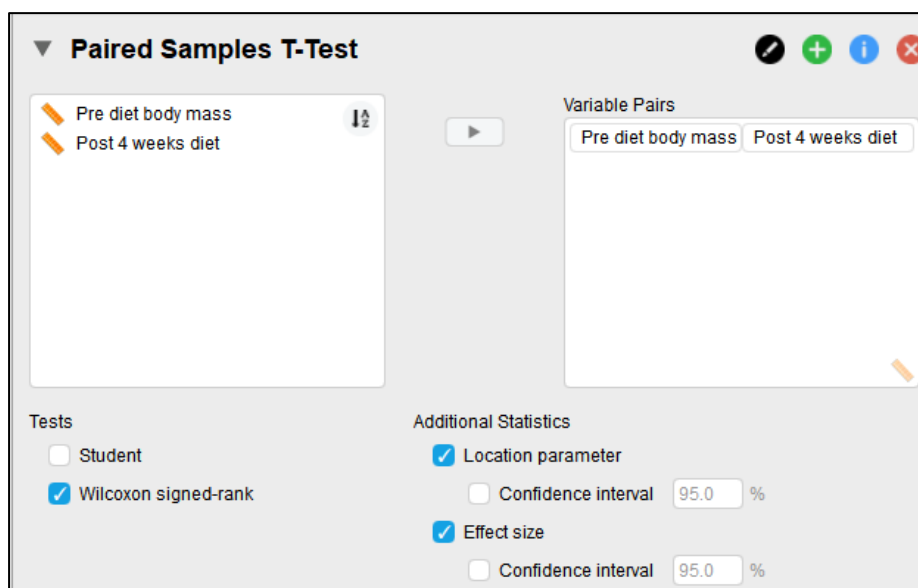 Paired Samples T-Test
Pre diet body mass
Post 4 weeks diet
Variable Pairs
Pre diet body mass Post 4 weeks diet
Tests
Student
Wilcoxon signed-rank
Additional Statistics
Location parameter
Confidence interval 95.0 %
Effect size
Confidence interval 95.0 %